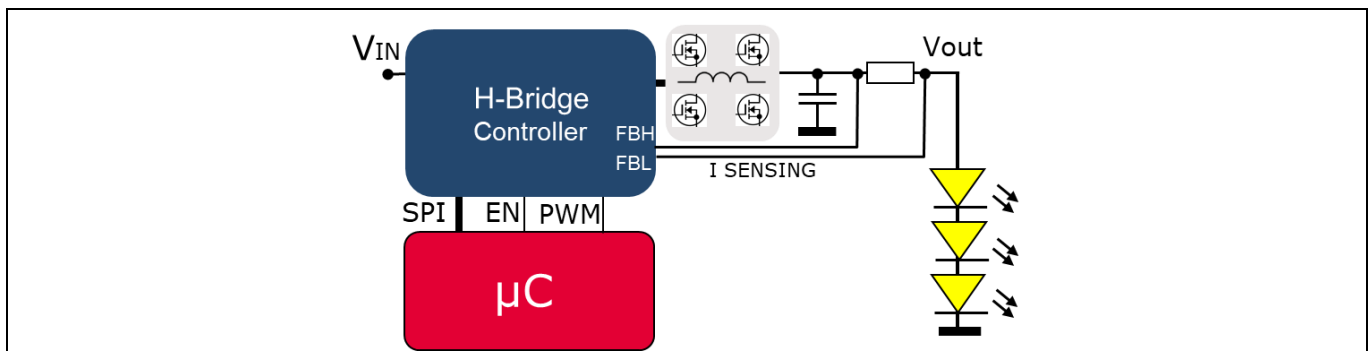 VIN
Vout
H-Bridge
Controller
FBH
FBL
I SENSING
SPI EN PWM
µC